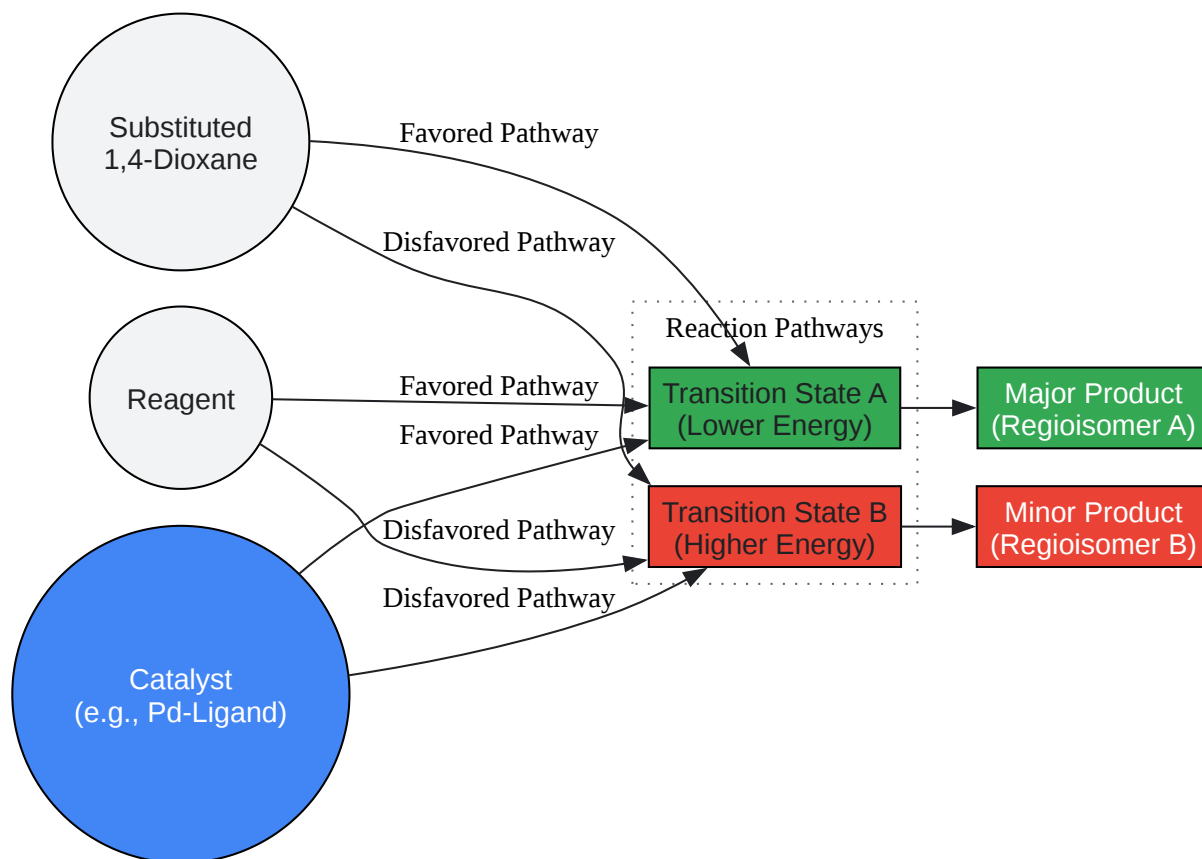 Substituted
1,4-Dioxane
Favored Pathway
Disfavored Pathway
Reaction Pathways
Reagent
Favored Pathway
Favored Pathway
Transition State A
(Lower Energy)
Major Product
(Regioisomer A)
Disfavored Pathway
Transition State B
(Higher Energy)
Minor Product
(Regioisomer B)
Disfavored Pathway
Catalyst
(e.g., Pd-Ligand)